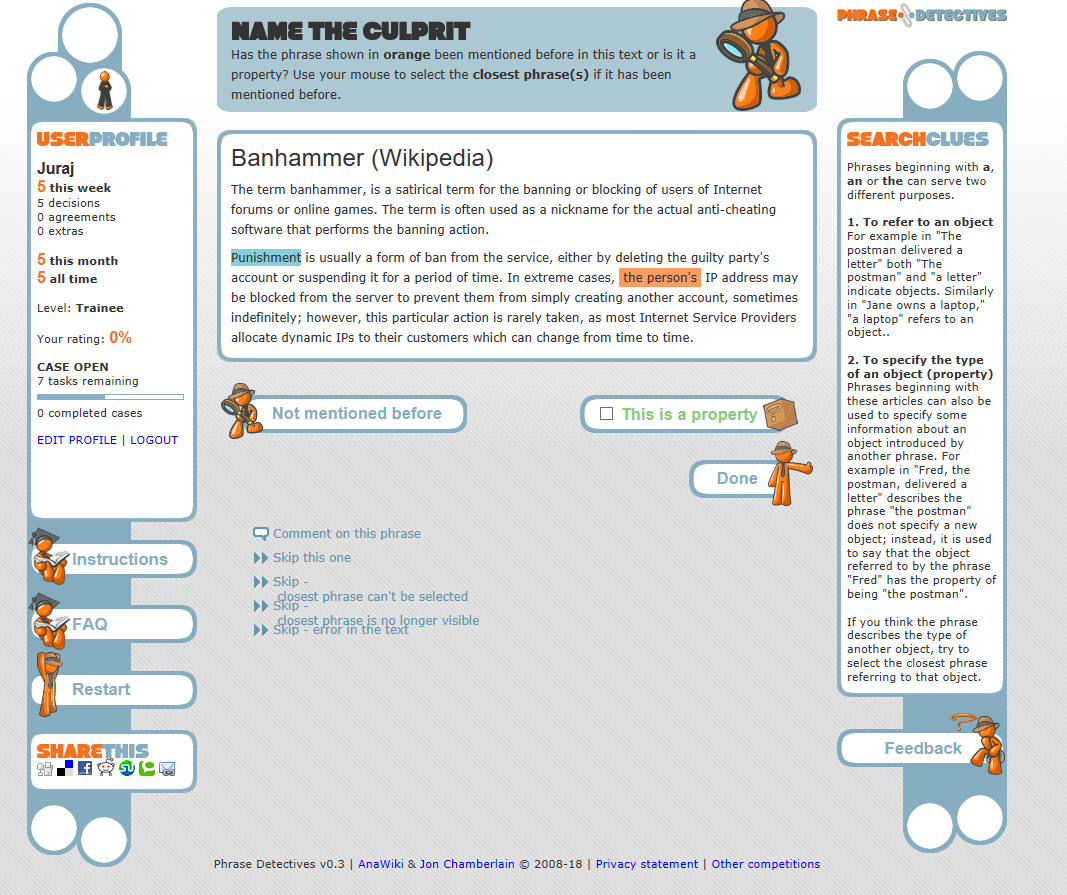 NAME THE CULPRIT
Has the phrase shown in orange been mentioned before in this text or is it a
property? Use your mouse to select the closest phrase(s) if it has been
mentioned before.
PHRASE DETECTIVES
USERPROFILE
Juraj
5 this week
5 decisions
0 agreements
0 extras
5 this month
5 all time
Level: Trainee
Your rating: 0%
CASE OPEN
7 tasks remaining
0 completed cases
EDIT PROFILE | LOGOUT
Instructions
FAQ
Restart
SHARETHIS
Banhammer (Wikipedia)
The term banhammer, is a satirical term for the banning or blocking of users of Internet
forums or online games. The term is often used as a nickname for the actual anti-cheating
software that performs the banning action.
Punishment is usually a form of ban from the service, either by deleting the guilty party's
account or suspending it for a period of time. In extreme cases, the person's IP address may
be blocked from the server to prevent them from simply creating another account, sometimes
indefinitely; however, this particular action is rarely taken, as most Internet Service Providers
allocate dynamic IPs to their customers which can change from time to time.
Not mentioned before
This is a property
Done
Comment on this phrase
Skip this one
Skip -
closest phrase can't be selected
Skip -
closest phrase is no longer visible
Skip - error in the text
SEARCHCLUES
Phrases beginning with a,
an or the can serve two
different purposes.
1. To refer to an object
For example in "The
postman delivered a
letter" both "The
postman" and "a letter"
indicate objects. Similarly
in "Jane owns a laptop,"
"a laptop" refers to an
object..
2. To specify the type
of an object (property)
Phrases beginning with
these articles can also be
used to specify some
information about an
object introduced by
another phrase. For
example in "Fred, the
postman, delivered a
letter" describes the
phrase "the postman"
does not specify a new
object; instead, it is used
to say that the object
referred to by the phrase
"Fred" has the property of
being "the postman".
If you think the phrase
describes the type of
another object, try to
select the closest phrase
referring to that object.
Feedback
Phrase Detectives v0.3 | AnaWiki & Jon Chamberlain © 2008-18 | Privacy statement | Other competitions